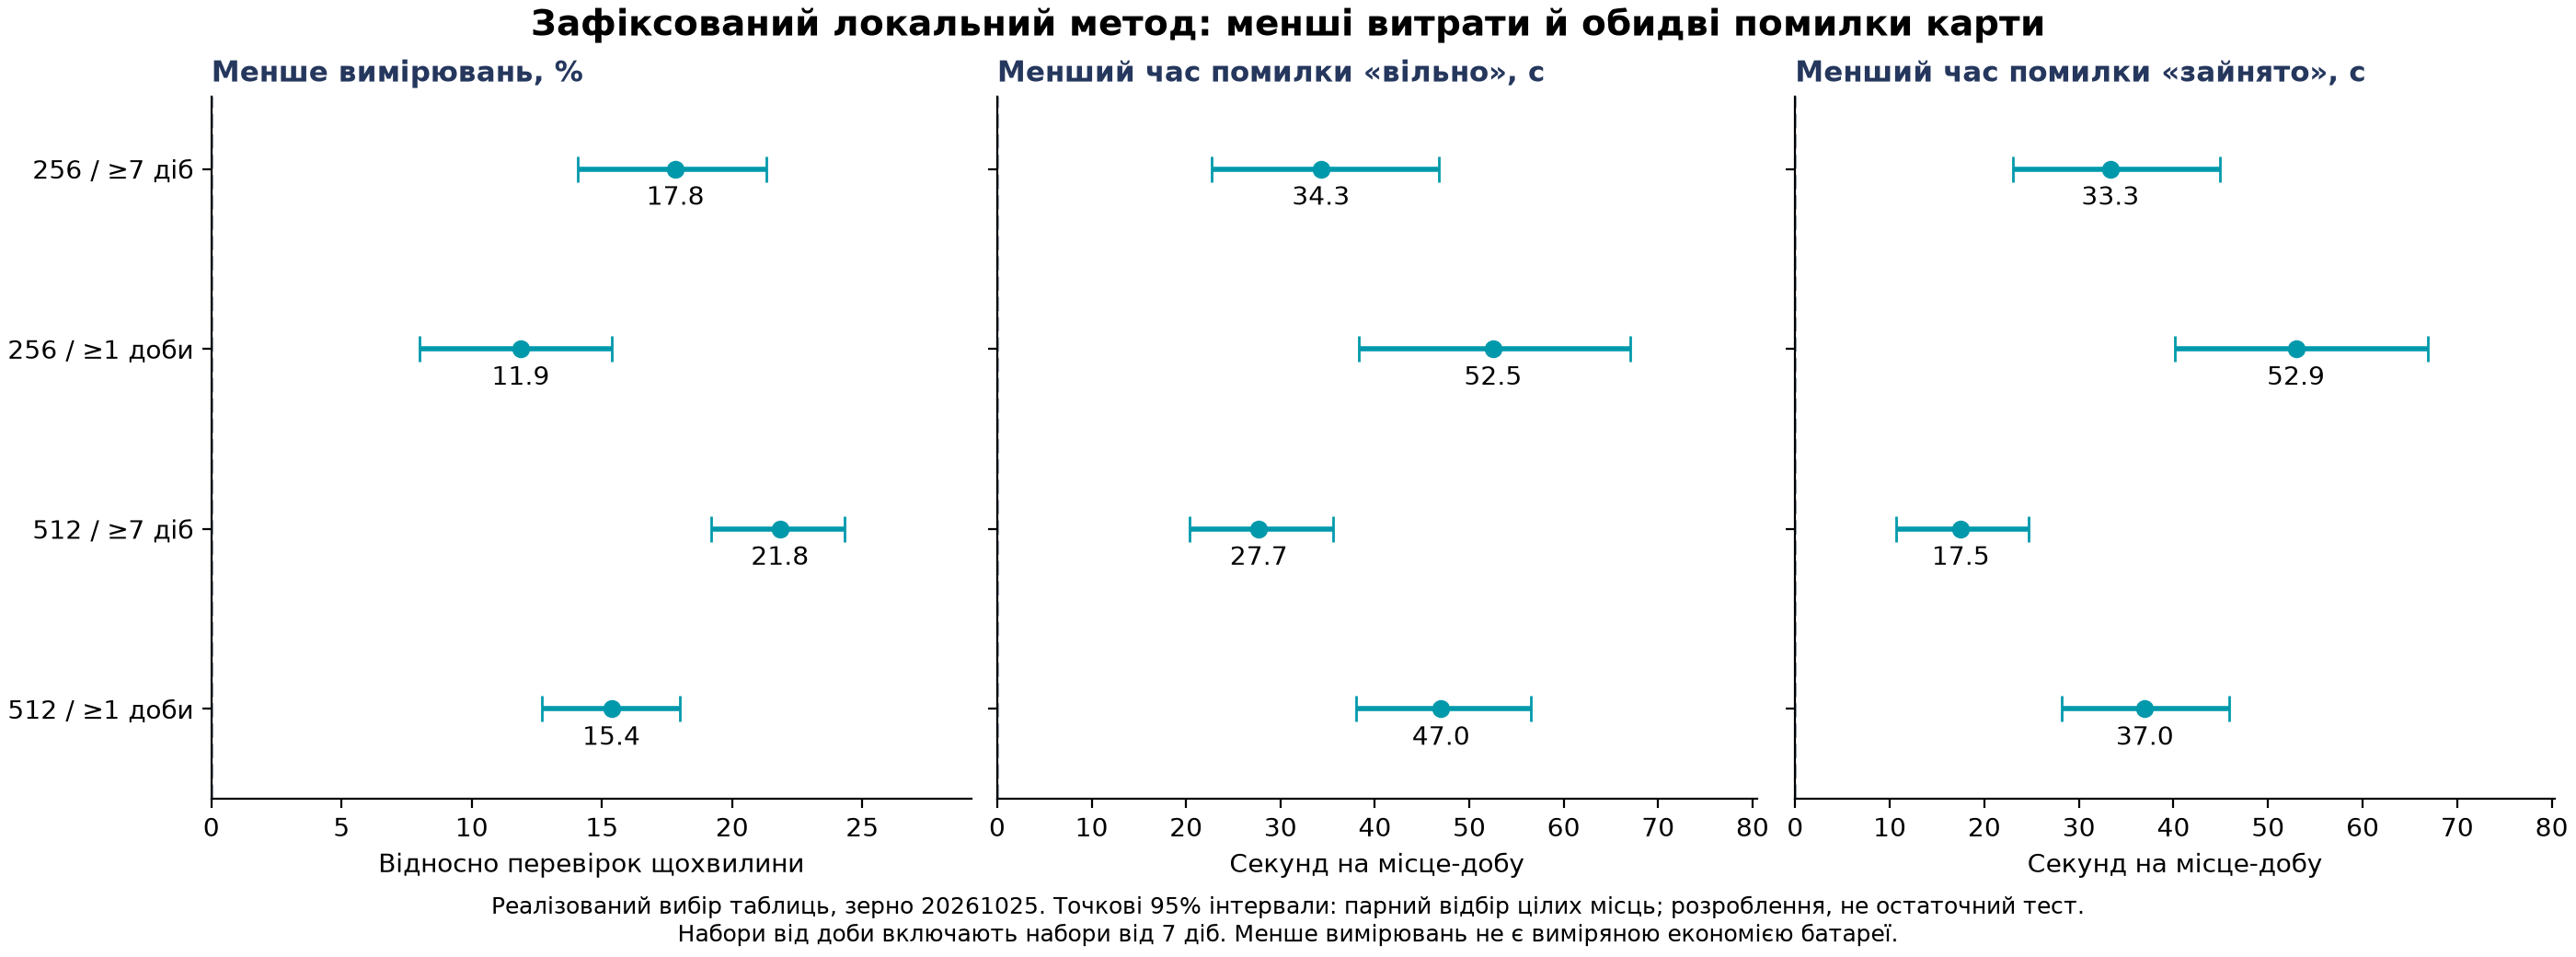 Зафіксований локальний метод: менші витрати й обидві помилки карти
Менше вимірювань, %
Менший час помилки «вільно», с
Менший час помилки «зайнято», с
256 / ≥7 діб
17.8
34.3
33.3
256 / ≥1 доби
11.9
52.5
52.9
512 / ≥7 діб
21.8
27.7
17.5
512 / ≥1 доби
15.4
47.0
37.0
0 5 10 15 20 25
0 10 20 30 40 50 60 70 80
0 10 20 30 40 50 60 70 80
Відносно перевірок щохвилини
Секунд на місце-добу
Секунд на місце-добу
Реалізований вибір таблиць, зерно 20261025. Точкові 95% інтервали: парний відбір цілих місць; розроблення, не остаточний тест.
Набори від доби включають набори від 7 діб. Менше вимірювань не є виміряною економією батареї.